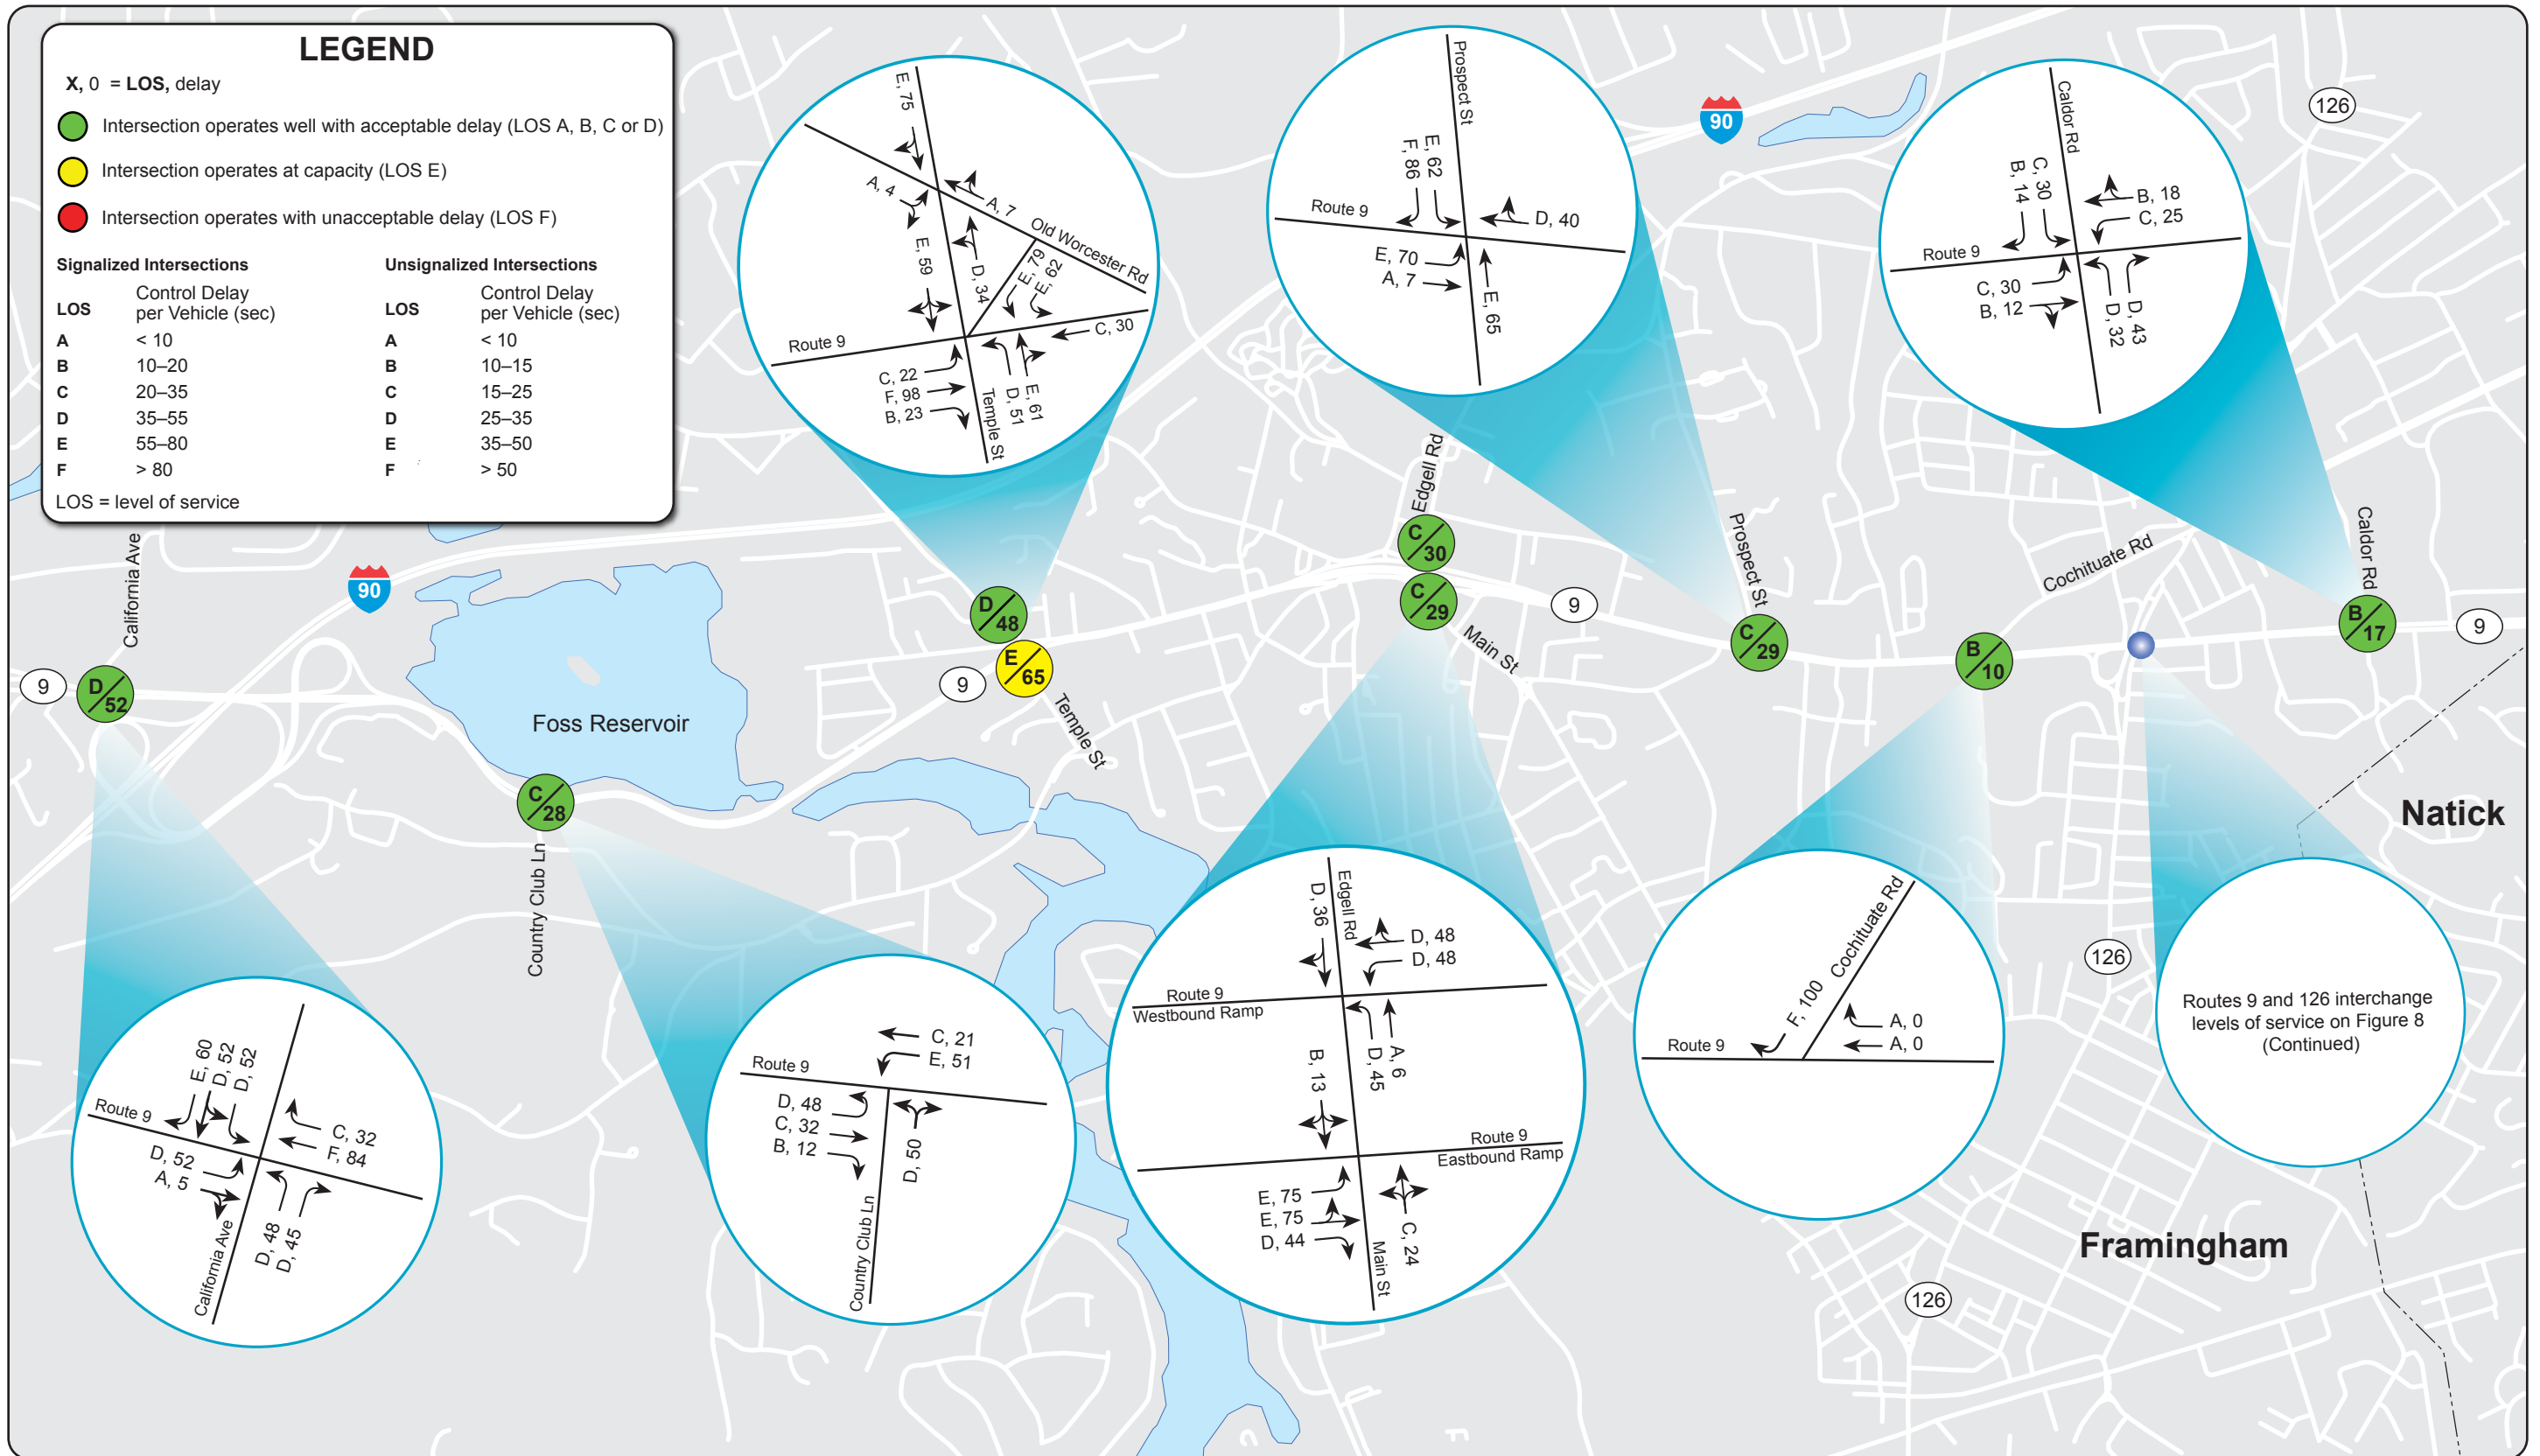 LEGEND
X, 0 = LOS, delay
Intersection operates well with acceptable delay (LOS A, B, C or D)
Intersection operates at capacity (LOS E)
Intersection operates with unacceptable delay (LOS F)
Signalized Intersections
LOS Control Delay per Vehicle (sec)
A < 10
B 10–20
C 20–35
D 35–55
E 55–80
F > 80
Unsignalized Intersections
LOS Control Delay per Vehicle (sec)
A < 10
B 10–15
C 15–25
D 25–35
E 35–50
F > 50
LOS = level of service
E, 75
A, 4
A, 7
Old Worcester Rd
E, 59
D, 34
E, 79
E, 62
C, 30
Route 9
C, 22
F, 98
B, 23
D, 51
E, 61
Temple St
Prospect St
F, 86
E, 62
D, 40
Route 9
E, 70
A, 7
E, 65
90
Caldor Rd
B, 14
C, 30
B, 18
C, 25
Route 9
C, 30
B, 12
D, 32
D, 43
126
California Ave
90
9
D/52
Foss Reservoir
C/28
Country Club Ln
D/48
E/65
9
Temple St
Edgell Rd
C/30
C/29
Main St
9
Prospect St
C/29
B/10
Cochituate Rd
Caldor Rd
B/17
9
Natick
126
Framingham
126
E, 60
D, 52
D, 52
Route 9
C, 32
F, 84
D, 52
A, 5
D, 48
D, 45
California Ave
C, 21
E, 51
Route 9
D, 48
C, 32
B, 12
D, 50
Country Club Ln
D, 36
Edgell Rd
D, 48
D, 48
Route 9
Westbound Ramp
B, 13
D, 45
A, 6
Route 9
Eastbound Ramp
E, 75
E, 75
D, 44
C, 24
Main St
F, 100
Cochituate Rd
A, 0
A, 0
Route 9
Routes 9 and 126 interchange
levels of service on Figure 8
(Continued)